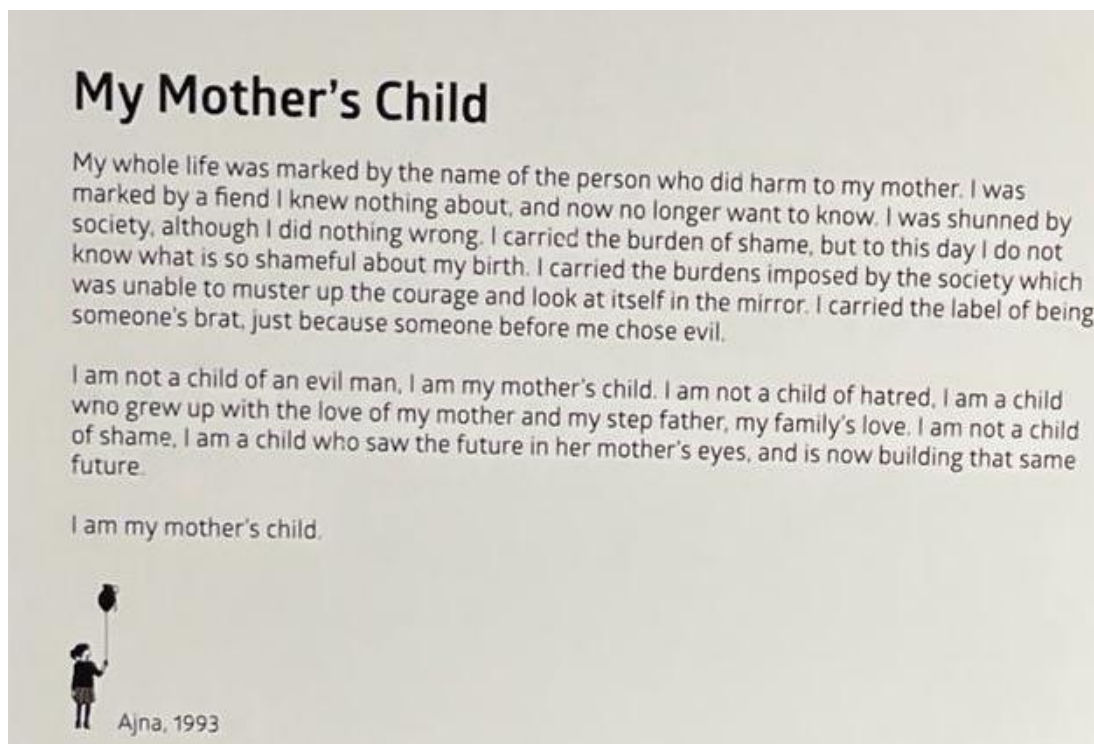 My Mother's Child
My whole life was marked by the name of the person who did harm to my mother. I was
marked by a fiend I knew nothing about, and now no longer want to know. I was shunned by
society, although I did nothing wrong. I carried the burden of shame, but to this day I do not
know what is so shameful about my birth. I carried the burdens imposed by the society which
was unable to muster up the courage and look at itself in the mirror. I carried the label of being
someone's brat, just because someone before me chose evil.
I am not a child of an evil man, I am my mother's child. I am not a child of hatred, I am a child
who grew up with the love of my mother and my step father, my family's love. I am not a child
of shame, I am a child who saw the future in her mother's eyes, and is now building that same
future.
I am my mother's child.
Ajna, 1993